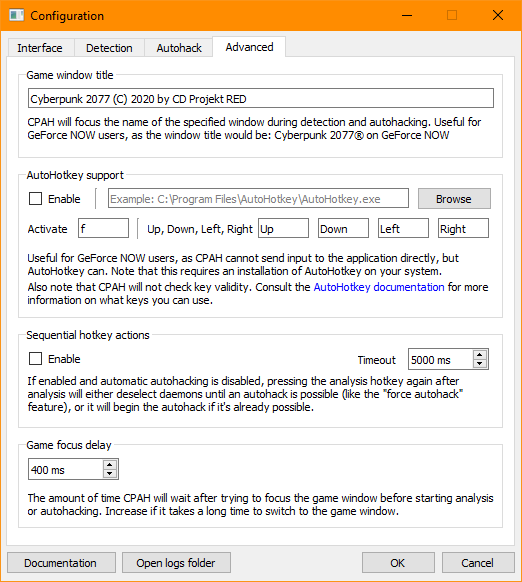 Configuration
Interface Detection Autohack Advanced
Game window title
Cyberpunk 2077 (C) 2020 by CD Projekt RED
CPAH will focus the name of the specified window during detection and autohacking. Useful for
GeForce NOW users, as the window title would be: Cyberpunk 2077® on GeForce NOW
AutoHotkey support
Enable Example: C:\Program Files\AutoHotkey\AutoHotkey.exe Browse
Activate f Up, Down, Left, Right Up Down Left Right
Useful for GeForce NOW users, as CPAH cannot send input to the application directly, but
AutoHotkey can. Note that this requires an installation of AutoHotkey on your system.
Also note that CPAH will not check key validity. Consult the AutoHotkey documentation for more
information on what keys you can use.
Sequential hotkey actions
Enable Timeout 5000 ms
If enabled and automatic autohacking is disabled, pressing the analysis hotkey again after
analysis will either deselect daemons until an autohack is possible (like the "force autohack"
feature), or it will begin the autohack if it's already possible.
Game focus delay
400 ms
The amount of time CPAH will wait after trying to focus the game window before starting analysis
or autohacking. Increase if it takes a long time to switch to the game window.
Documentation Open logs folder OK Cancel